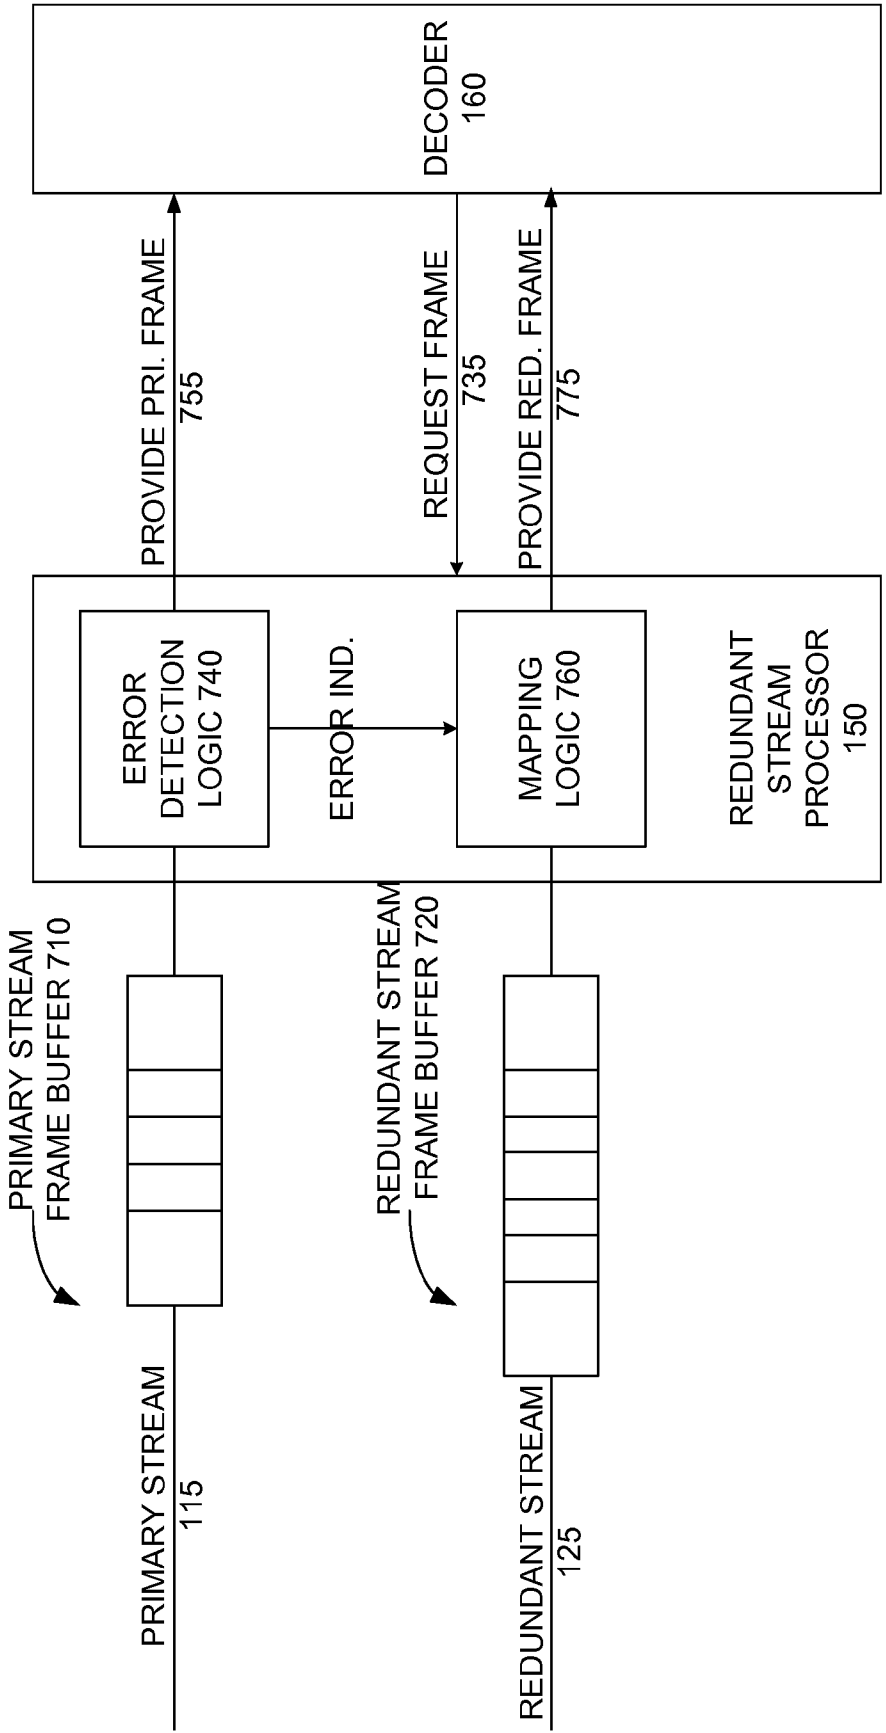 PRIMARY STREAM
115
PRIMARY STREAM
FRAME BUFFER 710
ERROR
DETECTION
LOGIC 740
PROVIDE PRI. FRAME
755
ERROR IND.
REDUNDANT STREAM
125
REDUNDANT STREAM
FRAME BUFFER 720
MAPPING
LOGIC 760
REQUEST FRAME
735
PROVIDE RED. FRAME
775
REDUNDANT
STREAM
PROCESSOR
150
DECODER
160